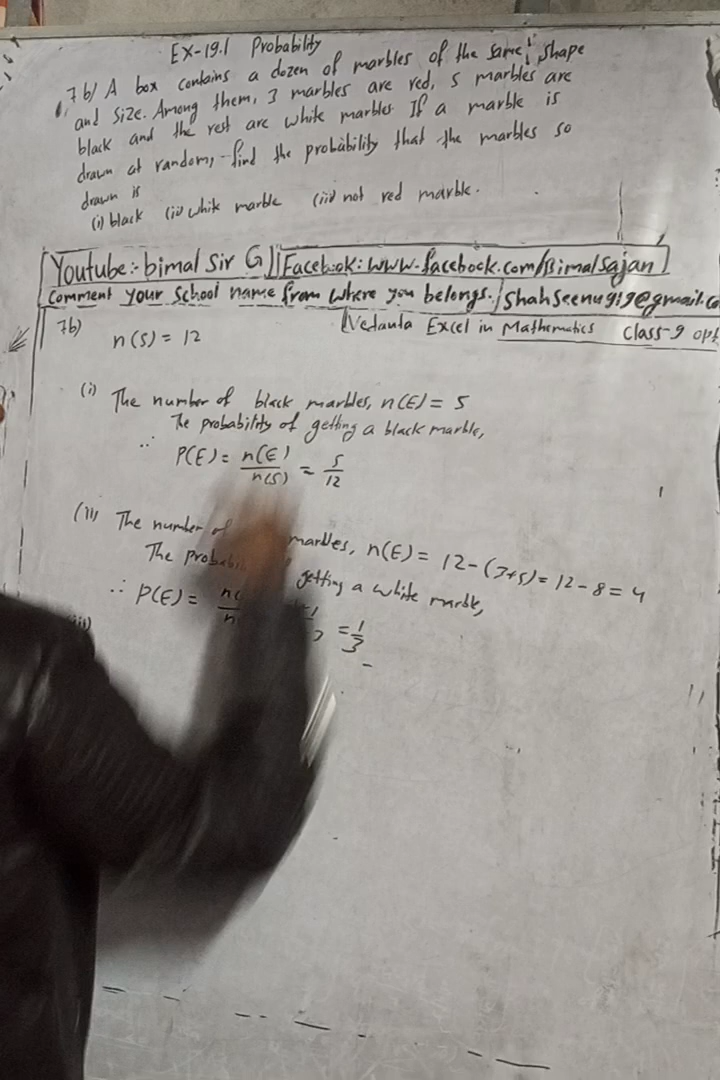 EX-19.1 Probability
7b) A box contains a dozen of marbles of the same shape
and size. Among them, 3 marbles are red, 5 marbles are
black and the rest are white marbles If a marble is
drawn at random, find the probability that the marbles so
drawn is
(i) black (ii) white marble (iii) not red marble.
Youtube:- bimal Sir G Facebook: www.facebook.com/Bimalsajan
Comment your School name from where you belongs.
Vedanta Excel in Mathematics Class-9 opt
7b) n(S) = 12
(i) The number of black marbles, n(E) = 5
The probability of getting a black marble,
∴ P(E) = n(E)/n(S) = 5/12
(ii) The number of marbles, n(E) = 12-(3+5) = 12-8 = 4
The getting a white marble,
∴ P(E) = = 1/3